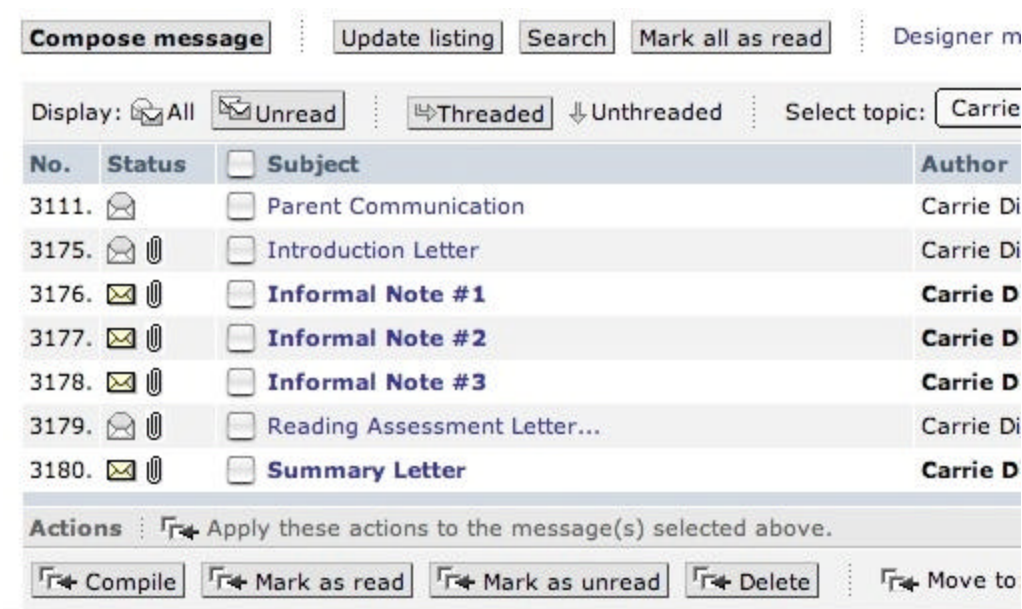 Compose message Update listing Search Mark all as read Designer m
Display: All Unread Threaded Unthreaded Select topic: Carrie
No. Status Subject Author
3111. Parent Communication Carrie Di
3175. Introduction Letter Carrie Di
3176. Informal Note #1 Carrie D
3177. Informal Note #2 Carrie D
3178. Informal Note #3 Carrie D
3179. Reading Assessment Letter... Carrie Di
3180. Summary Letter Carrie D
Actions Apply these actions to the message(s) selected above.
Compile Mark as read Mark as unread Delete Move to